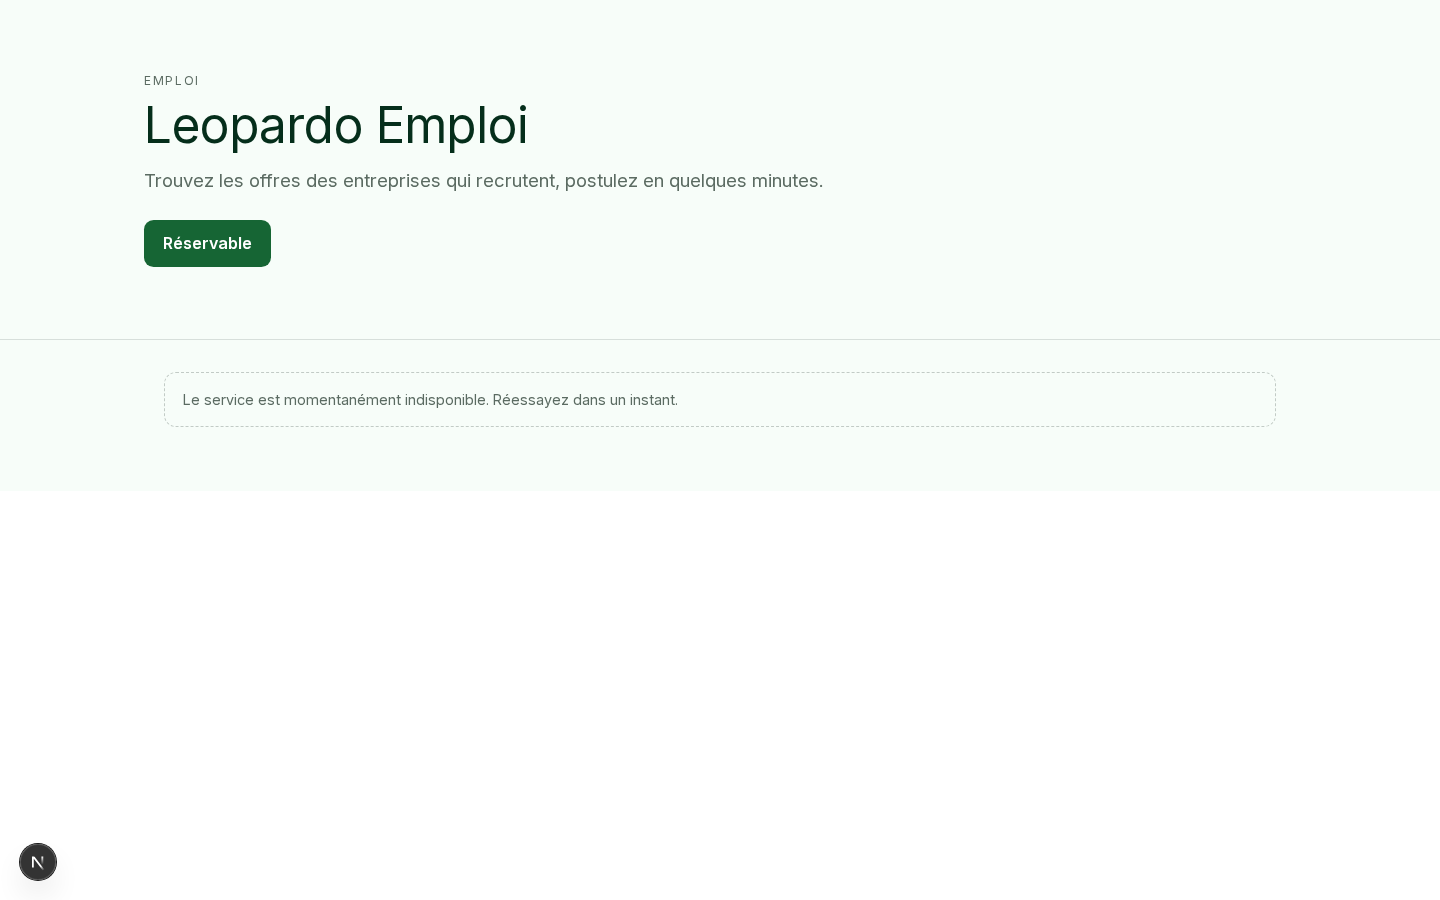 EMPLOI
Leopardo Emploi
Trouvez les offres des entreprises qui recrutent, postulez en quelques minutes.
Réservable
Le service est momentanément indisponible. Réessayez dans un instant.
N